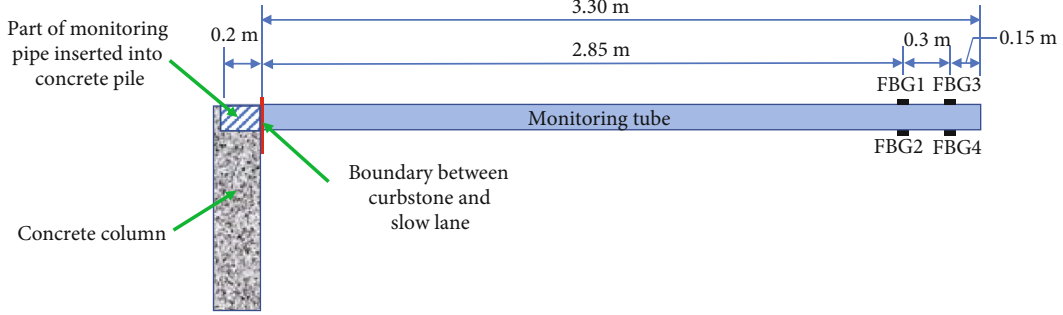 3.30 m
Part of monitoring
pipe inserted into
concrete pile
0.2 m
2.85 m
0.3 m
0.15 m
FBG1
FBG3
Monitoring tube
FBG2
FBG4
Boundary between
curbstone and
slow lane
Concrete column